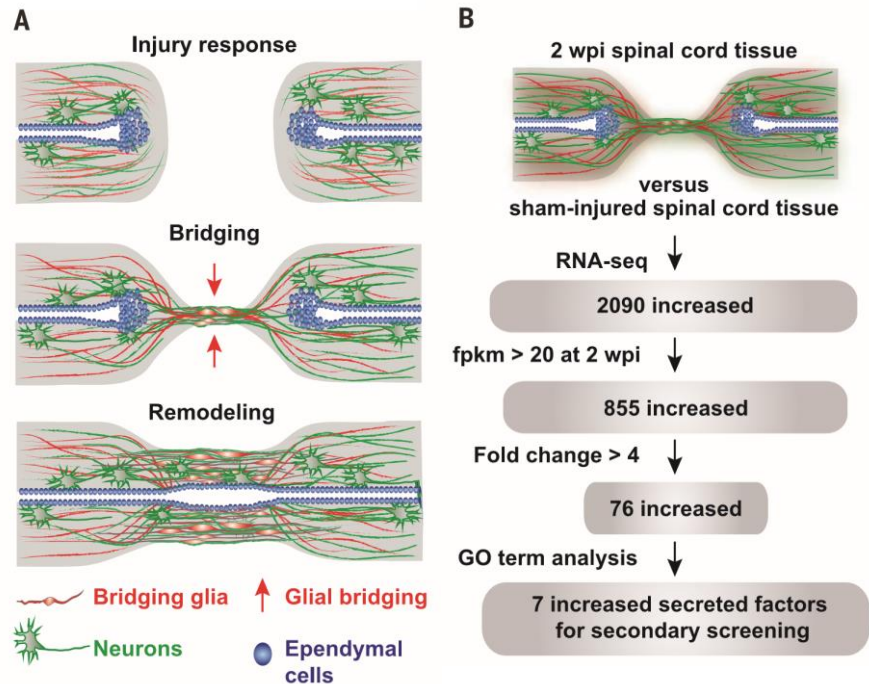 A
Injury response
Bridging
Remodeling
Bridging glia
Glial bridging
Neurons
Ependymal
cells
B
2 wpi spinal cord tissue
versus
sham-injured spinal cord tissue
RNA-seq
2090 increased
fpkm > 20 at 2 wpi
855 increased
Fold change > 4
76 increased
GO term analysis
7 increased secreted factors
for secondary screening